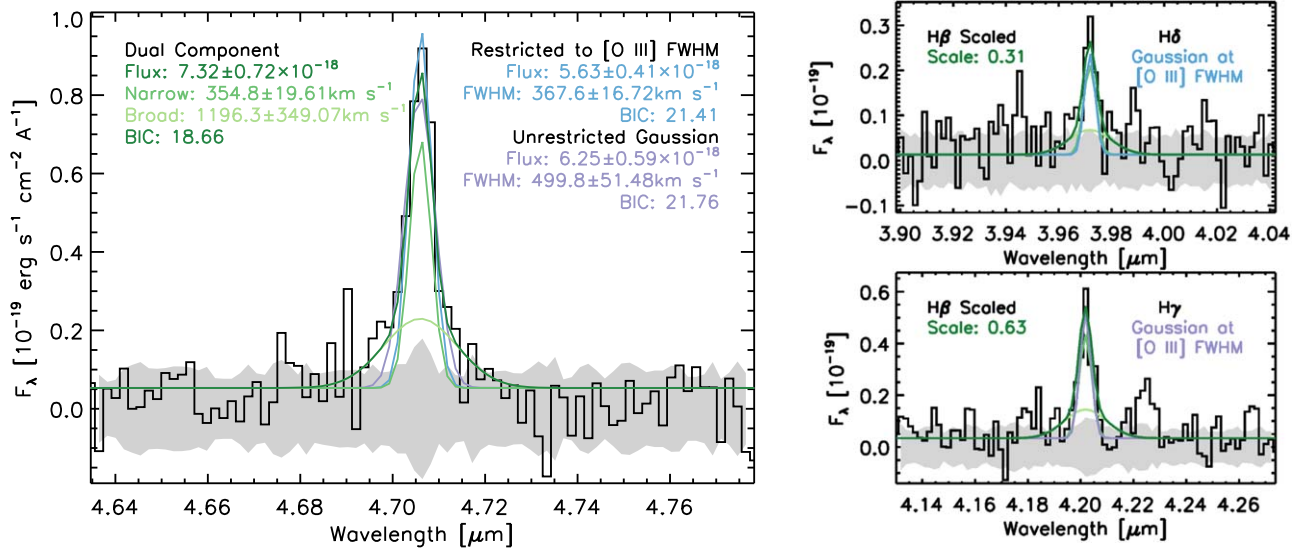 Dual Component
Flux: 7.32±0.72×10⁻¹⁸
Narrow: 354.8±19.61km s⁻¹
Broad: 1196.3±349.07km s⁻¹
BIC: 18.66
Restricted to [O III] FWHM
Flux: 5.63±0.41×10⁻¹⁸
FWHM: 367.6±16.72km s⁻¹
BIC: 21.41
Unrestricted Gaussian
Flux: 6.25±0.59×10⁻¹⁸
FWHM: 499.8±51.48km s⁻¹
BIC: 21.76
1.0
0.8
0.6
0.4
0.2
0.0
F_λ [10⁻¹⁹ erg s⁻¹ cm⁻² A⁻¹]
4.64 4.66 4.68 4.70 4.72 4.74 4.76
Wavelength [μm]
Hβ Scaled
Scale: 0.31
Hδ
Gaussian at
[O III] FWHM
0.3
0.2
0.1
0.0
−0.1
F_λ [10⁻¹⁹]
3.90 3.92 3.94 3.96 3.98 4.00 4.02 4.04
Wavelength [μm]
Hβ Scaled
Scale: 0.63
Hγ
Gaussian at
[O III] FWHM
0.6
0.4
0.2
0.0
F_λ [10⁻¹⁹]
4.14 4.16 4.18 4.20 4.22 4.24 4.26
Wavelength [μm]